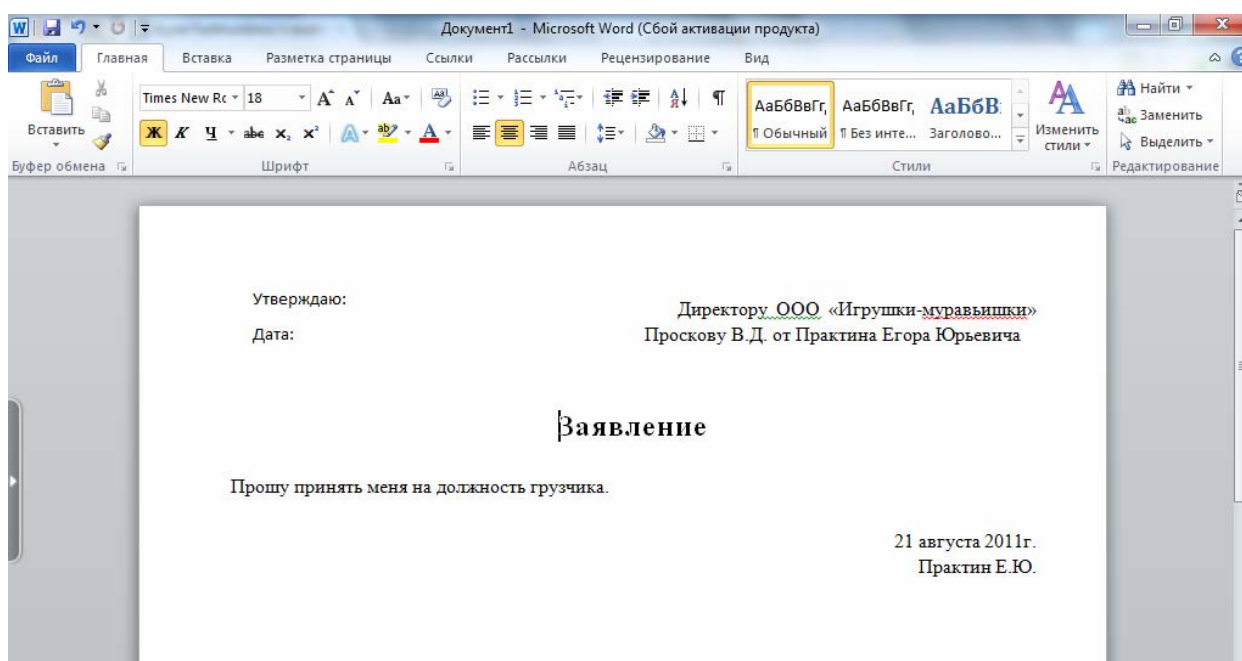 Документ1 - Microsoft Word (Сбой активации продукта)
Файл Главная Вставка Разметка страницы Ссылки Рассылки Рецензирование Вид
Вставить
Буфер обмена
Times New Rc 18
Ж К Ч abc x₂ x²
Шрифт
Абзац
АаБбВвГг, АаБбВвГг, АаБбВ
¶ Обычный ¶ Без инте... Заголово...
Изменить
стили
Стили
Найти
Заменить
Выделить
Редактирование
Утверждаю:
Дата:
Директору ООО «Игрушки-муравьишки»
Проскову В.Д. от Практина Егора Юрьевича
Заявление
Прошу принять меня на должность грузчика.
21 августа 2011г.
Практин Е.Ю.